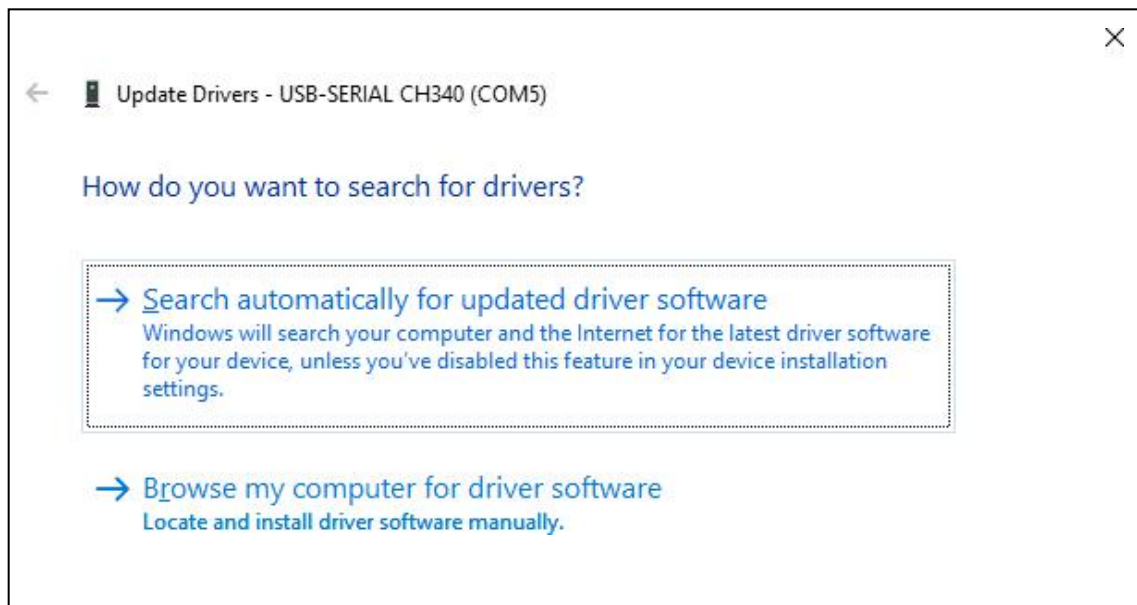 Update Drivers - USB-SERIAL CH340 (COM5)
How do you want to search for drivers?
Search automatically for updated driver software
Windows will search your computer and the Internet for the latest driver software
for your device, unless you've disabled this feature in your device installation
settings.
Browse my computer for driver software
Locate and install driver software manually.